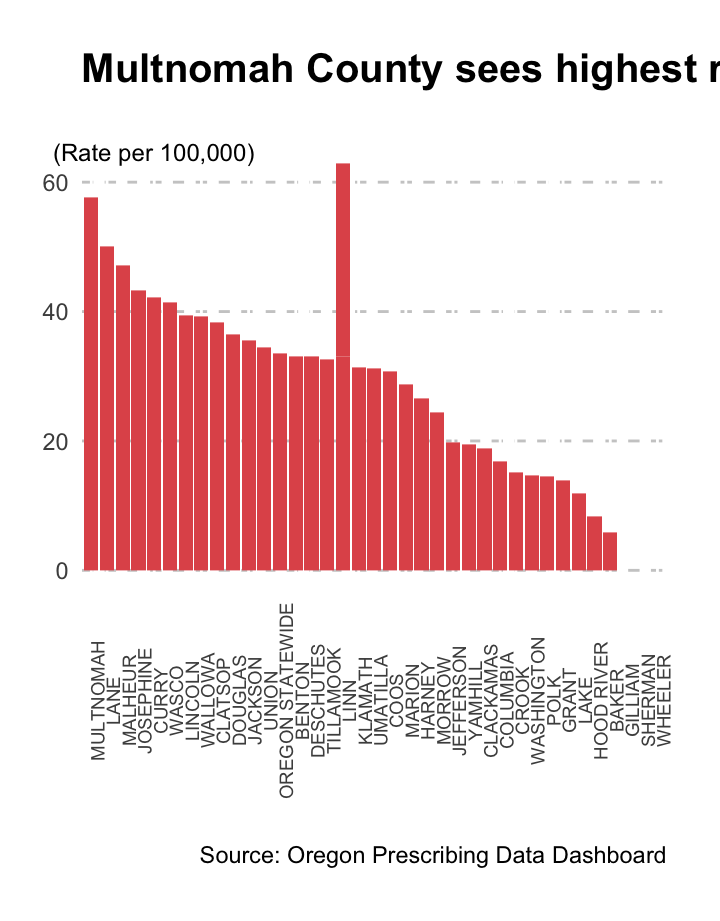 Multnomah County sees highest
(Rate per 100,000)
60
40
20
0
MULTNOMAH
LANE
MALHEUR
JOSEPHINE
CURRY
WASCO
LINCOLN
WALLOWA
CLATSOP
DOUGLAS
JACKSON
UNION
OREGON STATEWIDE
BENTON
DESCHUTES
TILLAMOOK
LINN
KLAMATH
UMATILLA
COOS
MARION
HARNEY
MORROW
JEFFERSON
YAMHILL
CLACKAMAS
COLUMBIA
CROOK
WASHINGTON
POLK
GRANT
LAKE
HOOD RIVER
BAKER
GILLIAM
SHERMAN
WHEELER
Source: Oregon Prescribing Data Dashboard